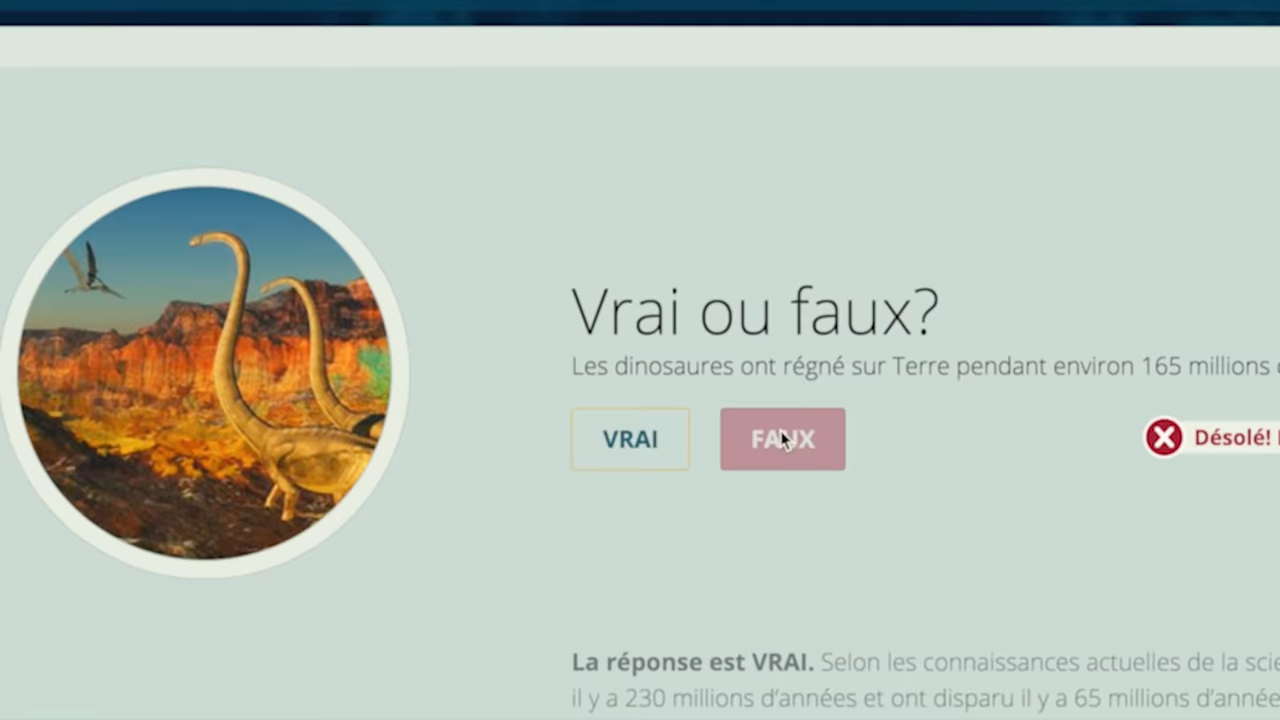 Vrai ou faux?
Les dinosaures ont régné sur Terre pendant environ 165 millions
VRAI
FAUX
Désolé!
La réponse est VRAI. Selon les connaissances actuelles de la
il y a 230 millions d'années et ont disparu il y a 65 millions